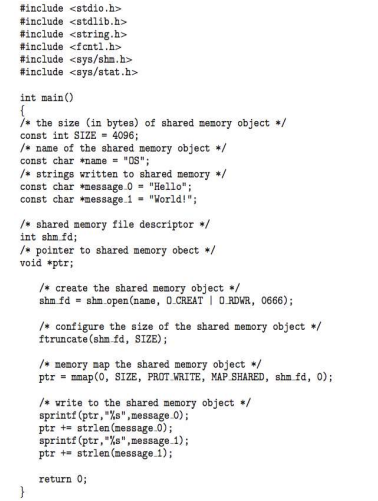 #include <stdio.h>
#include <stdlib.h>
#include <string.h>
#include <fcntl.h>
#include <sys/shm.h>
#include <sys/stat.h>

int main()
{
/* the size (in bytes) of shared memory object */
const int SIZE = 4096;
/* name of the shared memory object */
const char *name = "OS";
/* strings written to shared memory */
const char *message_0 = "Hello";
const char *message_1 = "World!";

/* shared memory file descriptor */
int shm_fd;
/* pointer to shared memory obect */
void *ptr;

   /* create the shared memory object */
   shm_fd = shm_open(name, O_CREAT | O_RDWR, 0666);

   /* configure the size of the shared memory object */
   ftruncate(shm_fd, SIZE);

   /* memory map the shared memory object */
   ptr = mmap(0, SIZE, PROT_WRITE, MAP_SHARED, shm_fd, 0);

   /* write to the shared memory object */
   sprintf(ptr,"%s",message_0);
   ptr += strlen(message_0);
   sprintf(ptr,"%s",message_1);
   ptr += strlen(message_1);

   return 0;
}